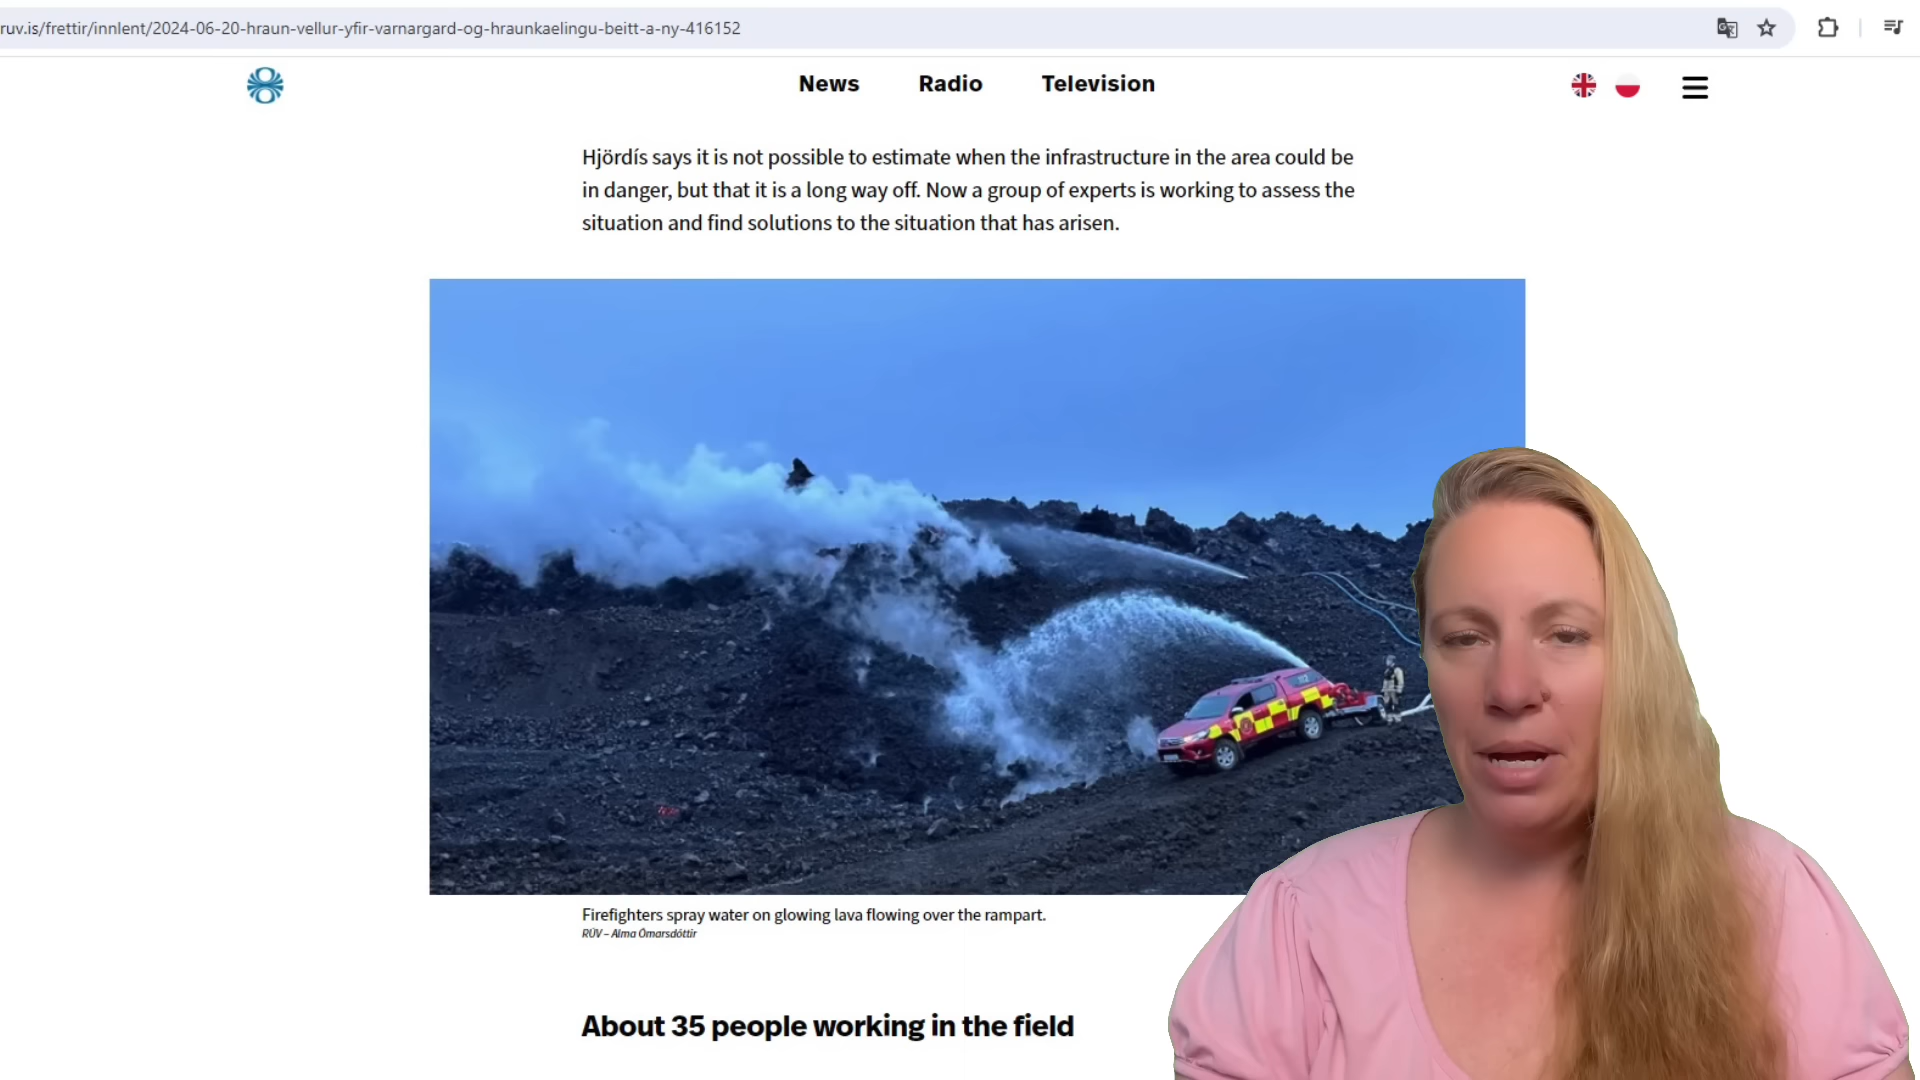 ruv.is/frettir/innlent/2024-06-20-hraun-vellur-yfir-varnargard-og-hraunkaelingu-beitt-a-ny-416152
News Radio Television
Hjördís says it is not possible to estimate when the infrastructure in the area could be
in danger, but that it is a long way off. Now a group of experts is working to assess the
situation and find solutions to the situation that has arisen.
112
Firefighters spray water on glowing lava flowing over the rampart.
RÚV – Alma Ómarsdóttir
About 35 people working in the field